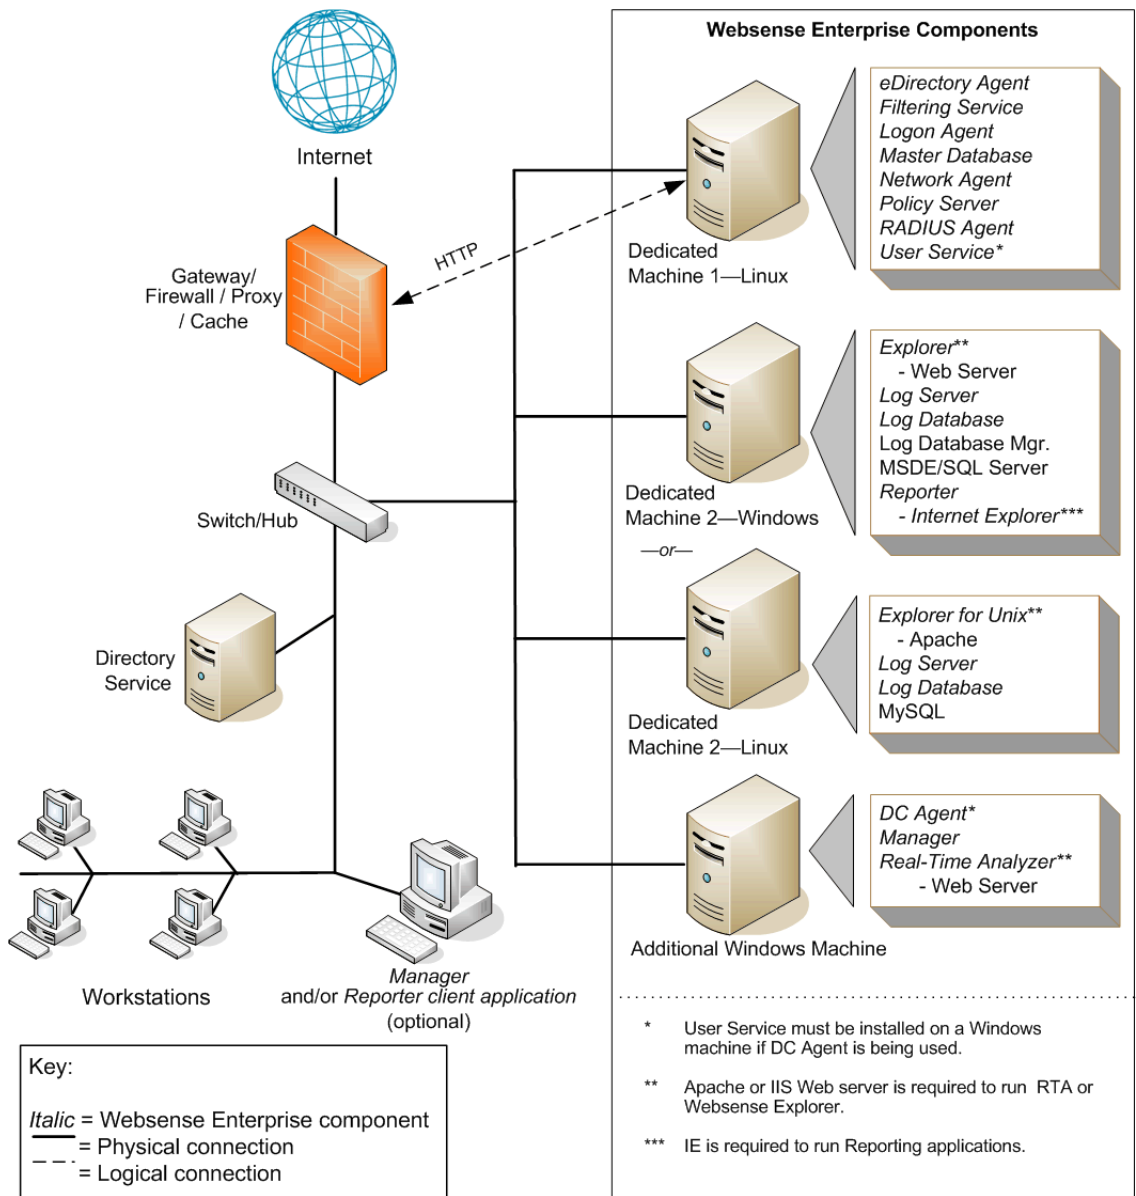 Websense Enterprise Components
Internet
HTTP
Gateway/
Firewall / Proxy
/ Cache
Switch/Hub
Directory
Service
Workstations
Manager
and/or Reporter client application
(optional)
Dedicated
Machine 1—Linux
eDirectory Agent
Filtering Service
Logon Agent
Master Database
Network Agent
Policy Server
RADIUS Agent
User Service*
Dedicated
Machine 2—Windows
—or—
Explorer**
- Web Server
Log Server
Log Database
Log Database Mgr.
MSDE/SQL Server
Reporter
- Internet Explorer***
Dedicated
Machine 2—Linux
Explorer for Unix**
- Apache
Log Server
Log Database
MySQL
Additional Windows Machine
DC Agent*
Manager
Real-Time Analyzer**
- Web Server
* User Service must be installed on a Windows
machine if DC Agent is being used.
** Apache or IIS Web server is required to run RTA or
Websense Explorer.
*** IE is required to run Reporting applications.
Key:
Italic = Websense Enterprise component
= Physical connection
= Logical connection